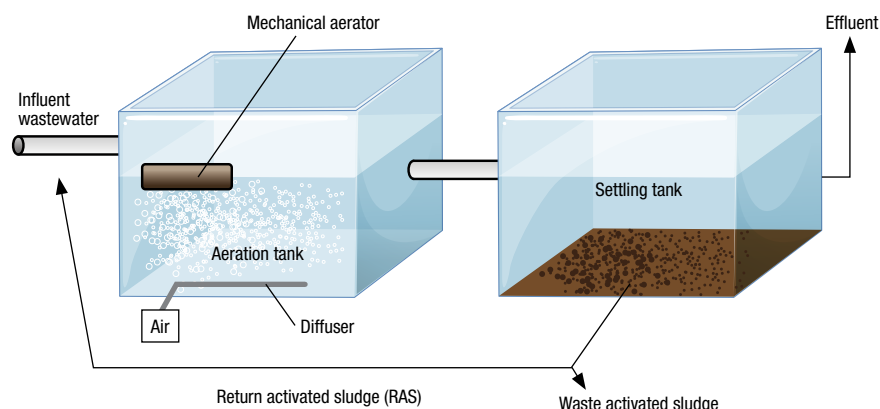 Mechanical aerator
Effluent
Influent
wastewater
Settling tank
Aeration tank
Air
Diffuser
Return activated sludge (RAS)
Waste activated sludge